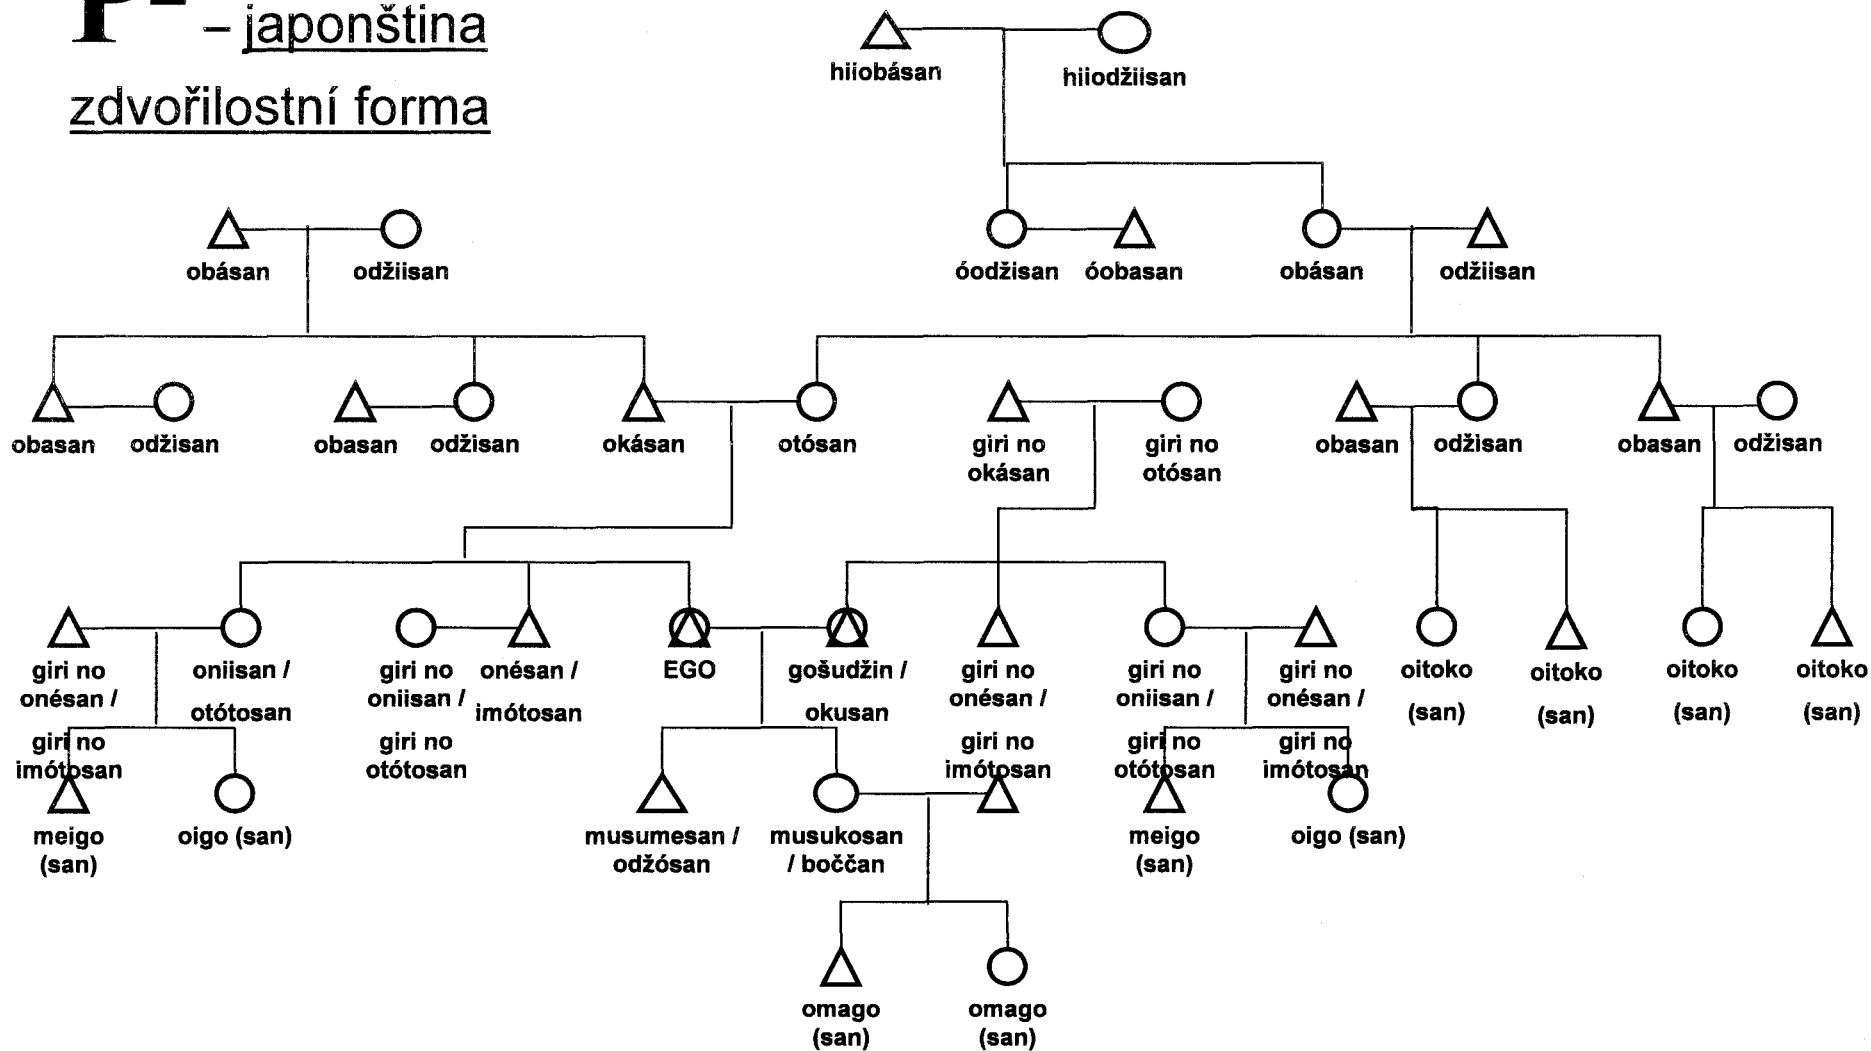 P-
– japonština
zdvořilostní forma
hiiobásan hiiodžiisan
obásan odžiisan óodžisan óobasan obásan odžiisan
obasan odžisan obasan odžisan okásan otósan giri no giri no obasan odžisan obasan odžisan
okásan otósan
giri no oniisan / giri no onésan / EGO gošudžin / giri no giri no giri no oitoko oitoko oitoko oitoko
onésan / otótosan oniisan / imótosan okusan onésan / oniisan / onésan / (san) (san) (san) (san)
giri no giri no giri no giri no giri no
imótosan otótosan imótosan otótosan imótosan
meigo oigo (san) musumesan / musukosan meigo oigo (san)
(san) odžósan / boččan (san)
omago omago
(san) (san)